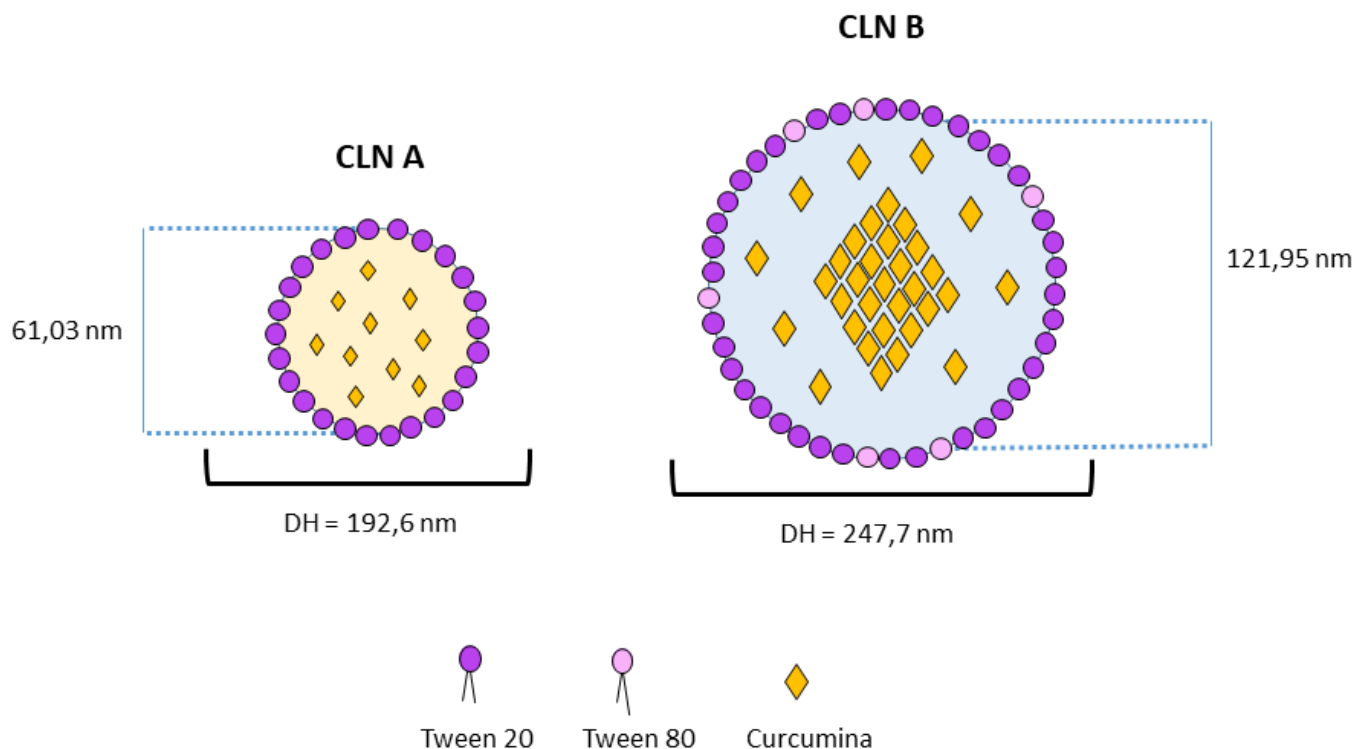 CLN B
CLN A
121,95 nm
61,03 nm
DH = 192,6 nm
DH = 247,7 nm
Tween 20
Tween 80
Curcumina